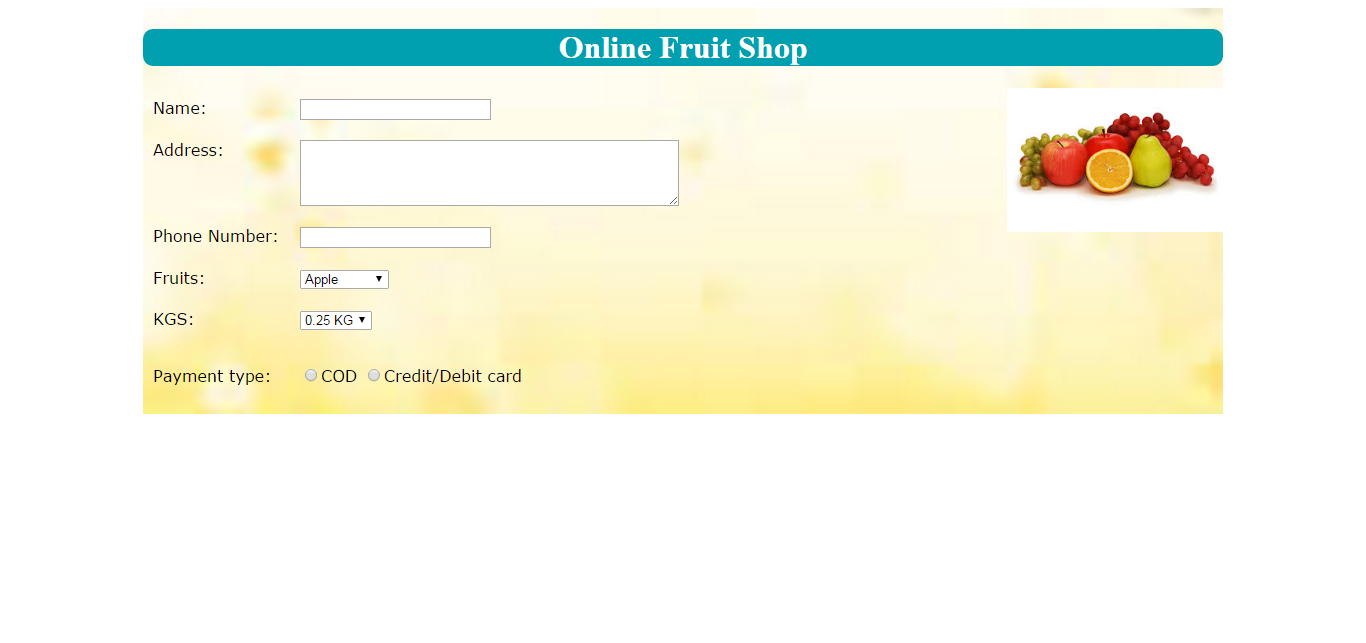 Online Fruit Shop
Name:
Address:
Phone Number:
Fruits: Apple
KGS: 0.25 KG
Payment type: COD Credit/Debit card